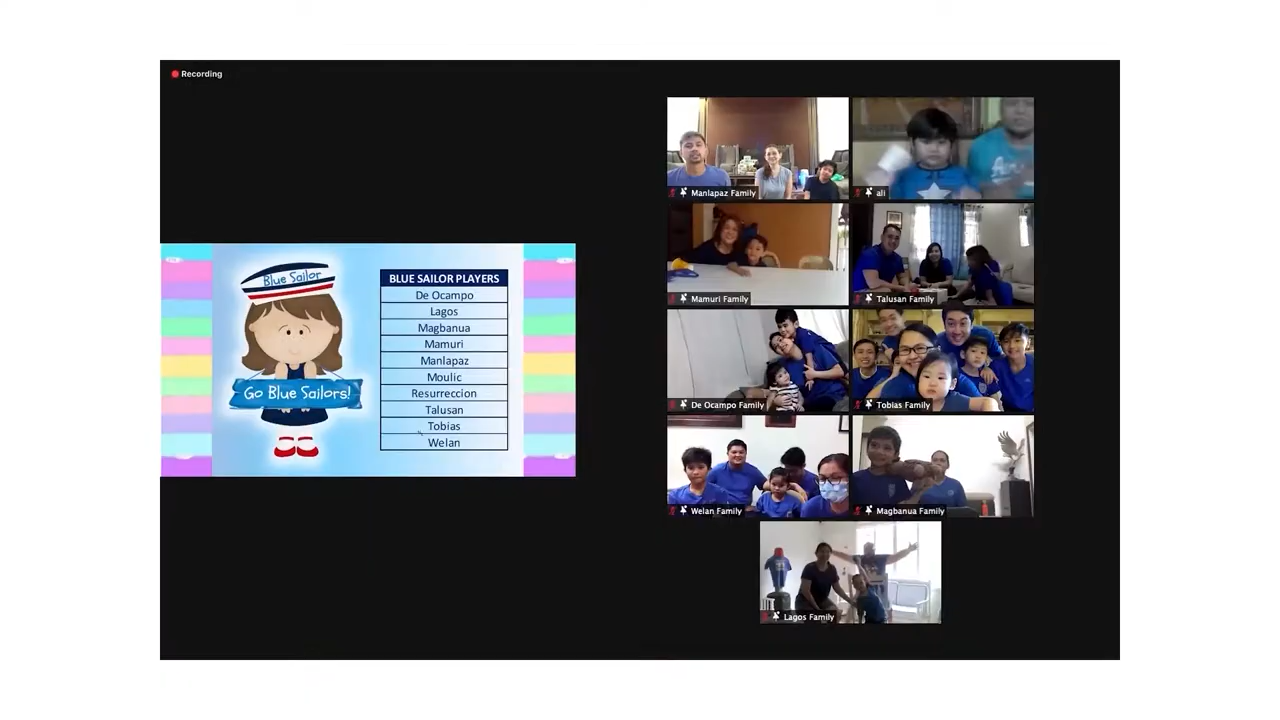 Recording
Blue Sailor
Go Blue Sailors!
BLUE SAILOR PLAYERS
De Ocampo
Lagos
Magbanua
Mamuri
Manlapaz
Moulic
Resurreccion
Talusan
Tobias
Welan
Manlapaz Family
ali
Mamuri Family
Talusan Family
De Ocampo Family
Tobias Family
Welan Family
Magbanua Family
Lagos Family